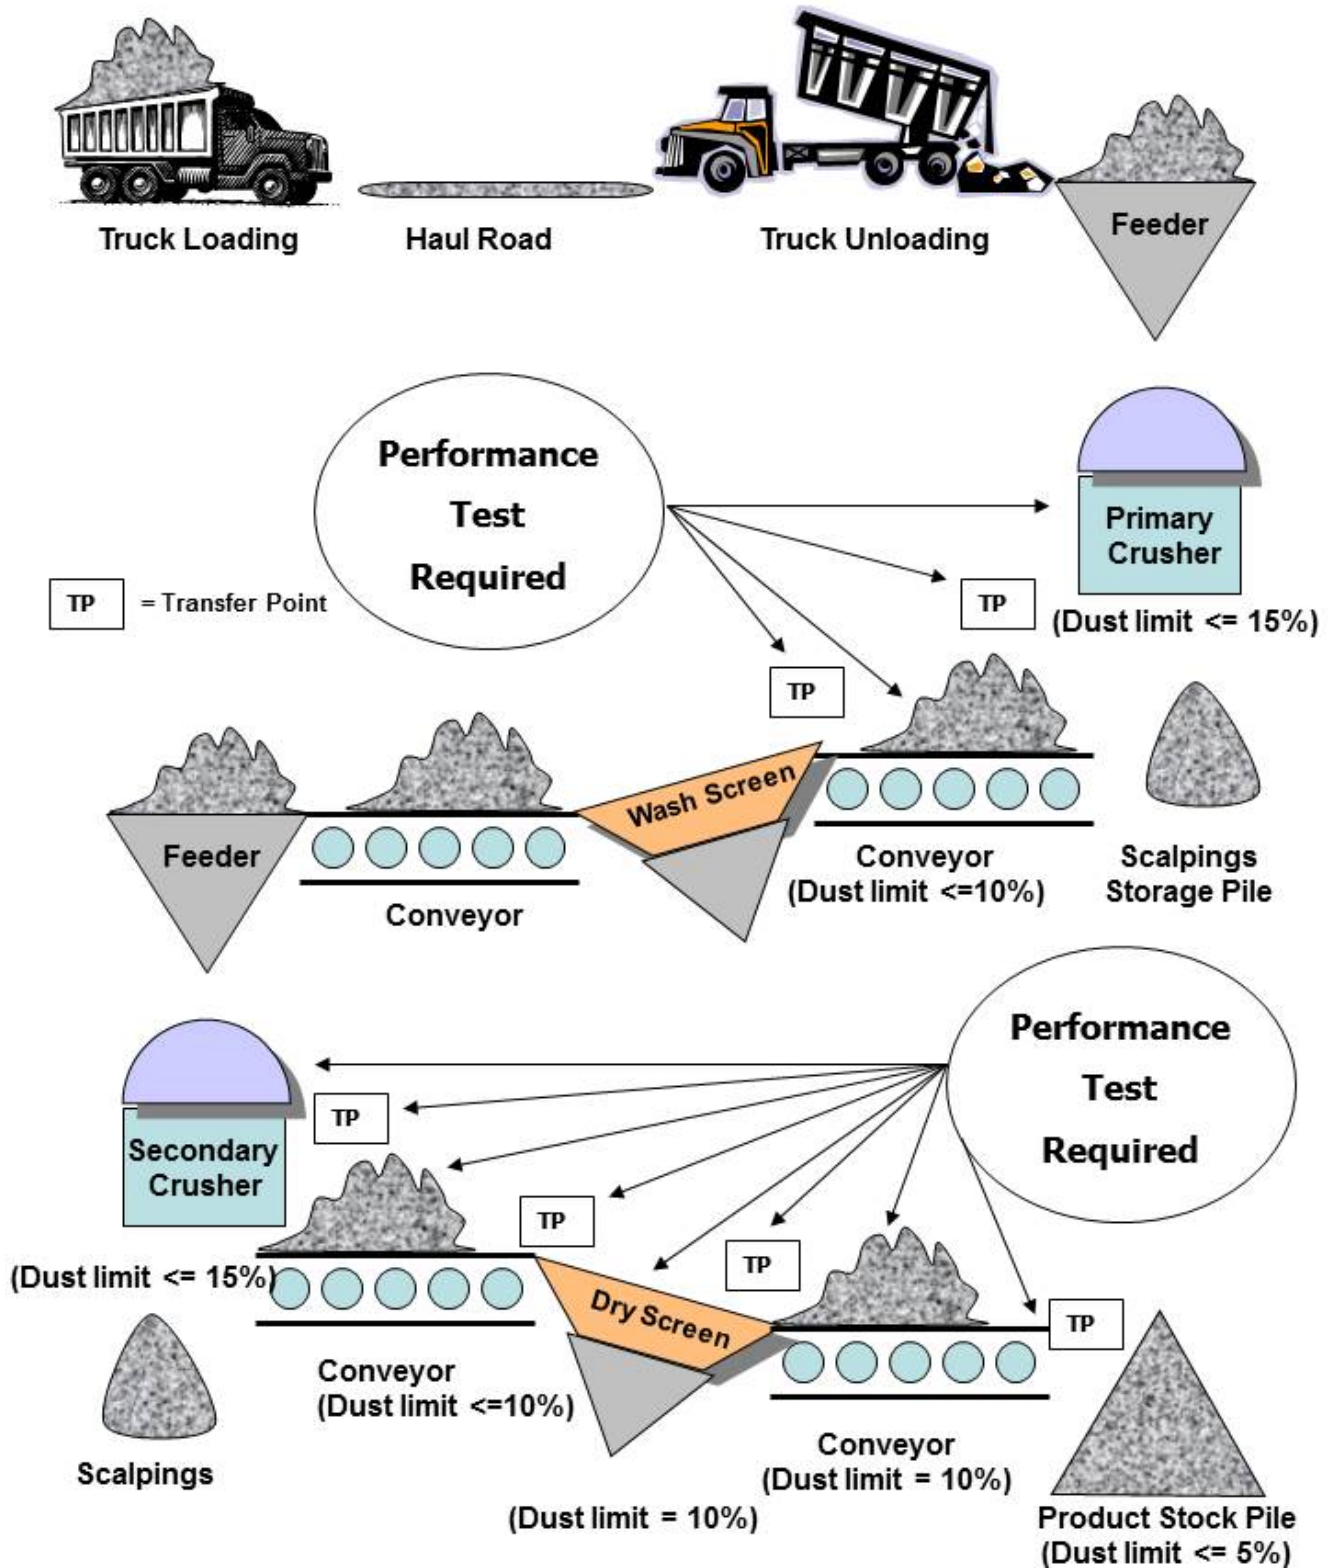 Truck Loading
Haul Road
Truck Unloading
Feeder
Performance
Test
Required
Primary
Crusher
(Dust limit <= 15%)
TP
TP
= Transfer Point
TP
Wash Screen
Feeder
Conveyor
Conveyor
(Dust limit <=10%)
Scalpings
Storage Pile
Performance
Test
Required
Secondary
Crusher
(Dust limit <= 15%)
TP
TP
TP
TP
Dry Screen
Scalpings
Conveyor
(Dust limit <=10%)
Conveyor
(Dust limit = 10%)
(Dust limit = 10%)
Product Stock Pile
(Dust limit <= 5%)